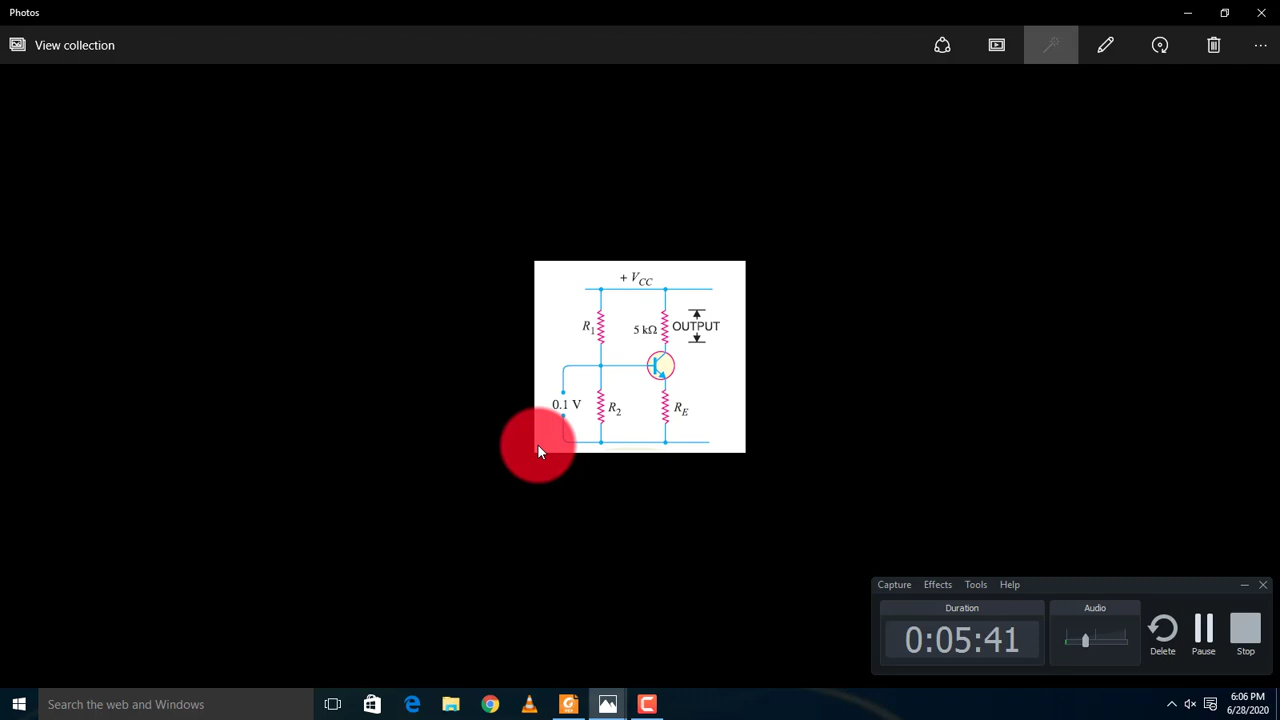 Photos
View collection
+ VCC
R1
5 kΩ
OUTPUT
0.1 V
R2
RE
Capture Effects Tools Help
Duration
Audio
0:05:41
Delete
Pause
Stop
Search the web and Windows
6:06 PM
6/28/2020